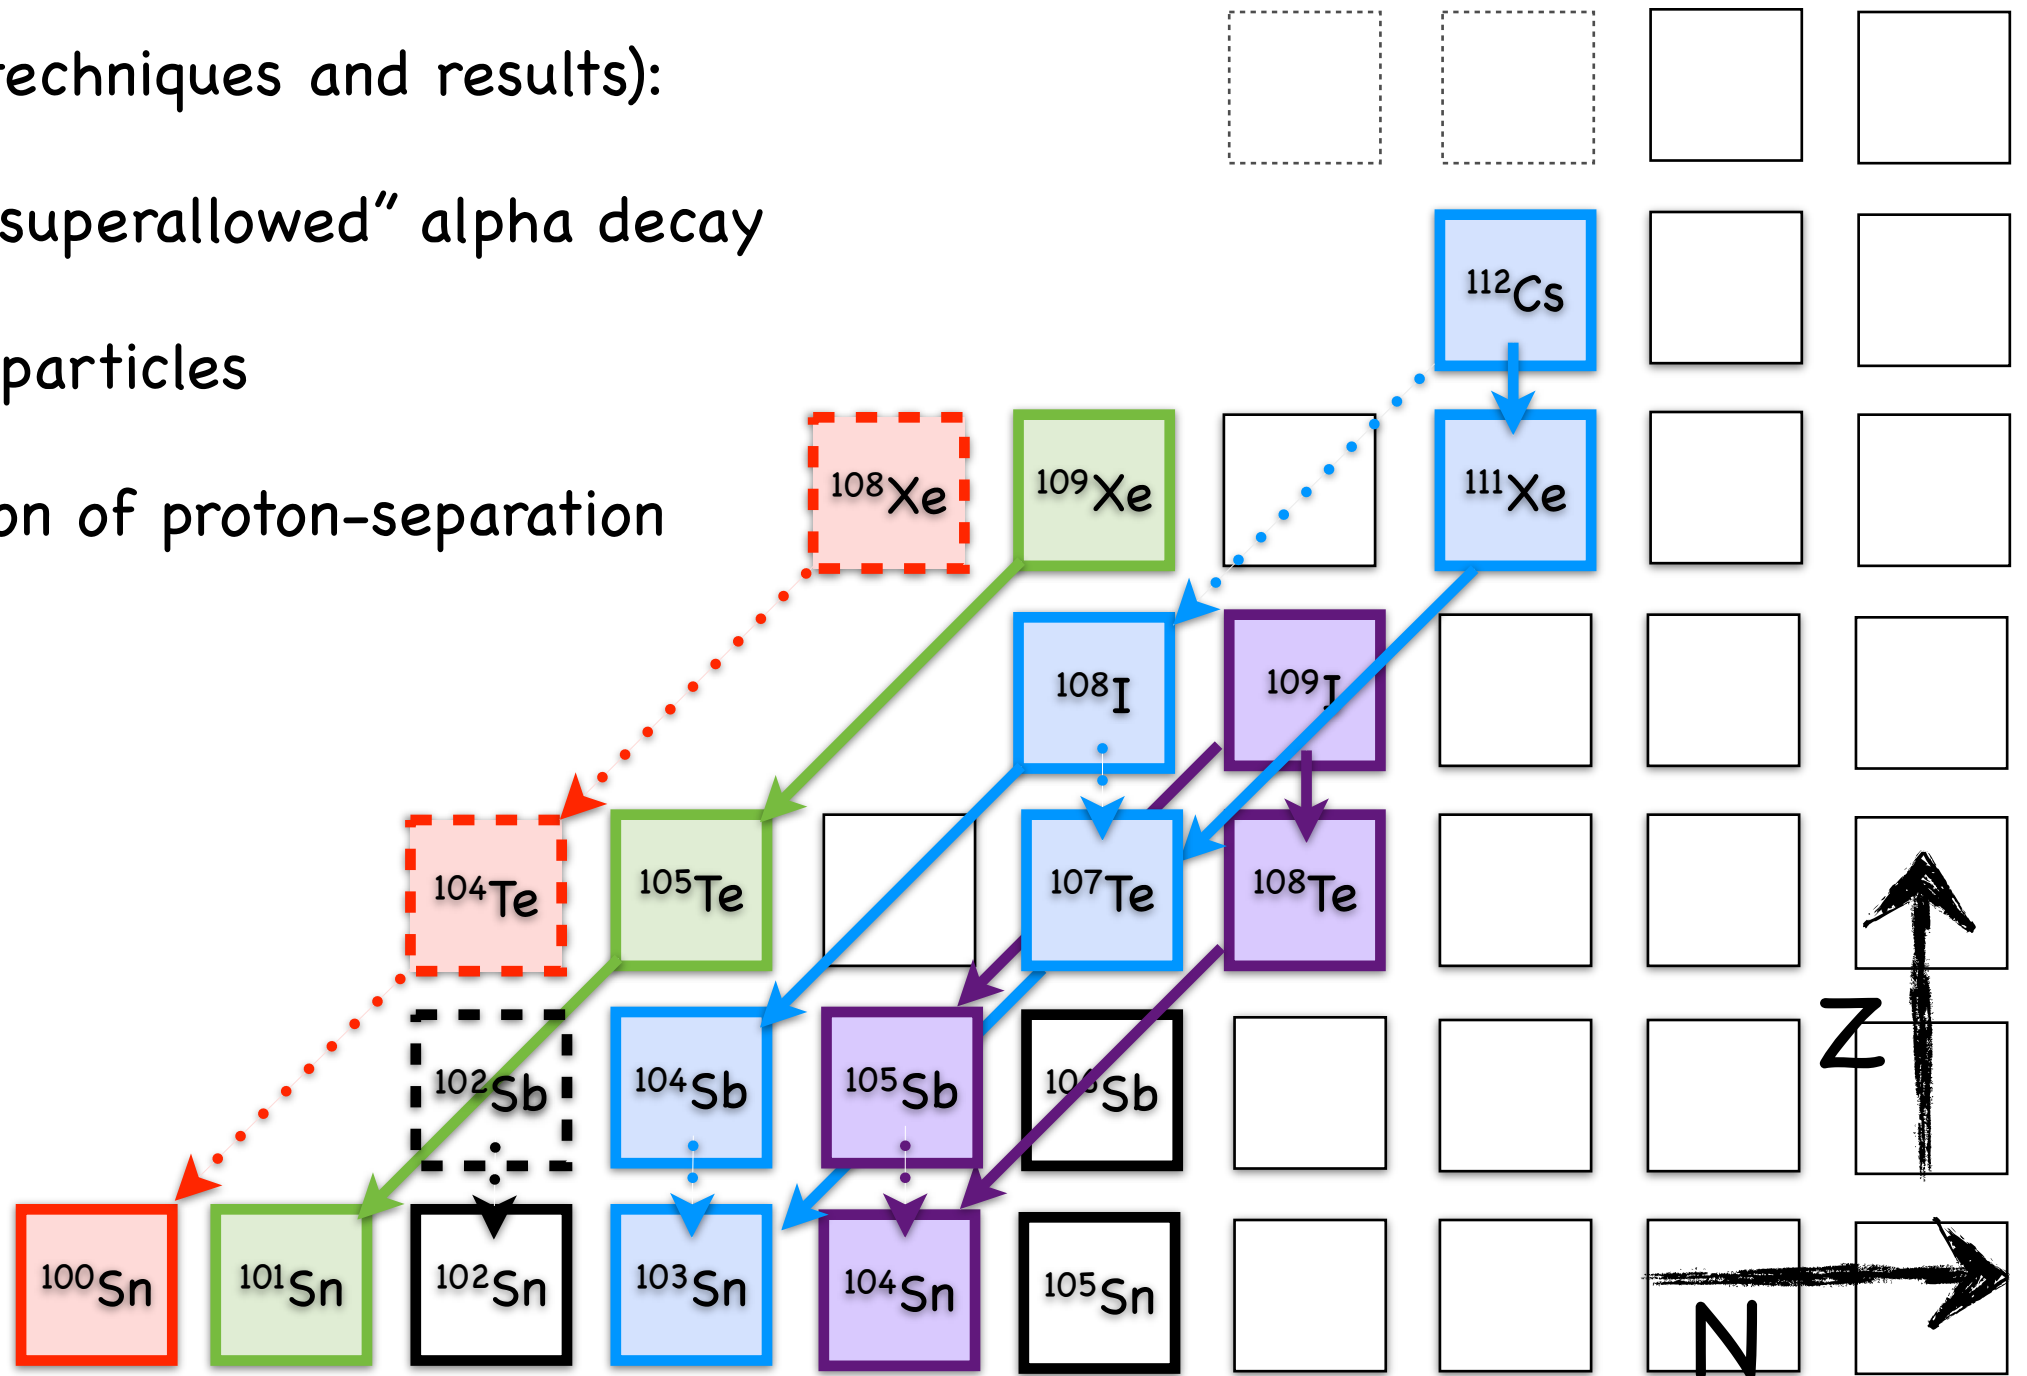 echniques and results):
superallowed” alpha decay
particles
on of proton-separation
¹¹²Cs
¹⁰⁸Xe ¹⁰⁹Xe ¹¹¹Xe
¹⁰⁸I ¹⁰⁹I
¹⁰⁴Te ¹⁰⁵Te ¹⁰⁷Te ¹⁰⁸Te
¹⁰²Sb ¹⁰⁴Sb ¹⁰⁵Sb ¹⁰⁶Sb
Z
¹⁰⁰Sn ¹⁰¹Sn ¹⁰²Sn ¹⁰³Sn ¹⁰⁴Sn ¹⁰⁵Sn
N